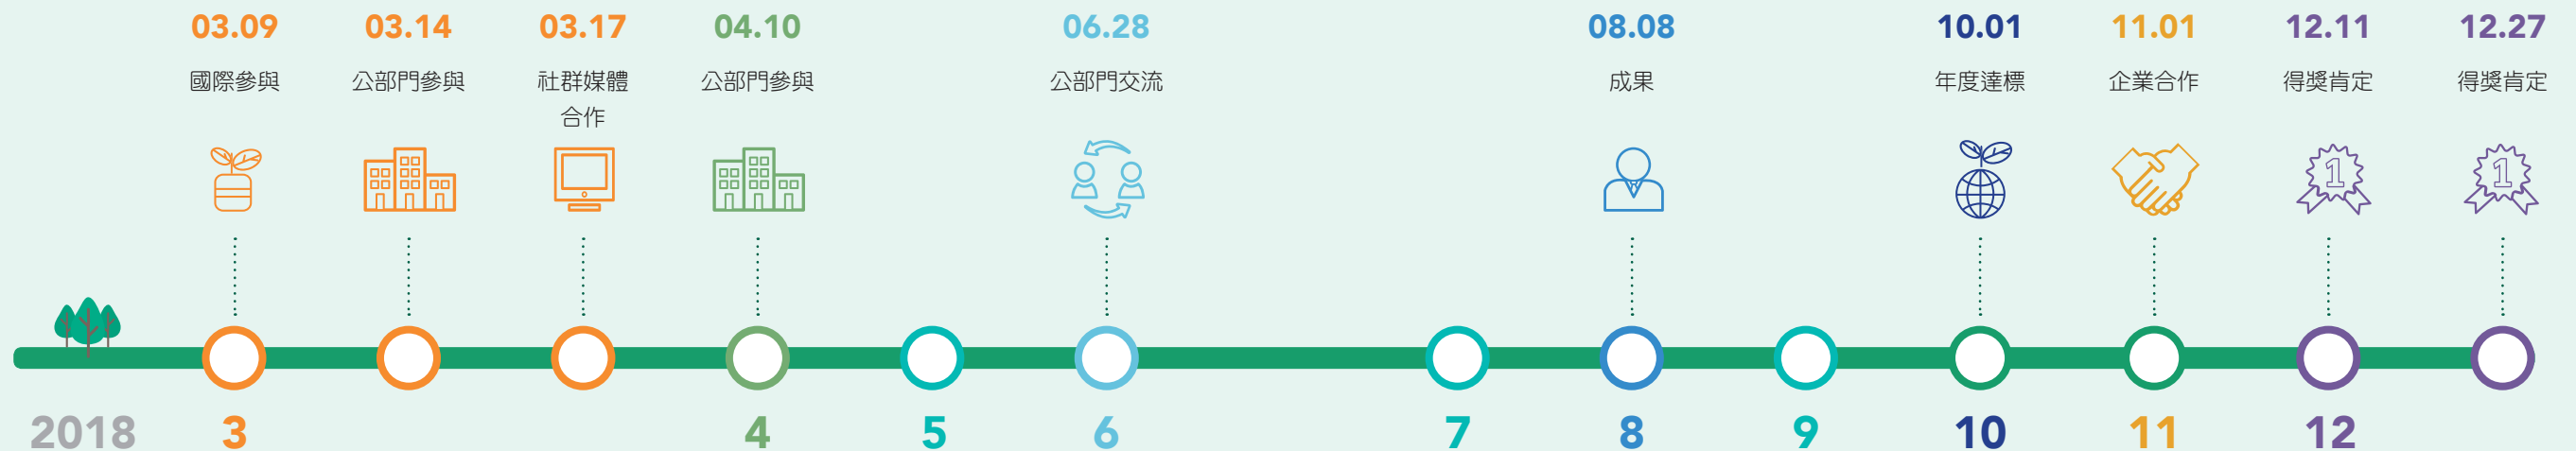 03.09
國際參與
03.14
公部門參與
03.17
社群媒體
合作
04.10
公部門參與
06.28
公部門交流
08.08
成果
10.01
年度達標
11.01
企業合作
12.11
得獎肯定
12.27
得獎肯定
1
1
2018
3
4
5
6
7
8
9
10
11
12